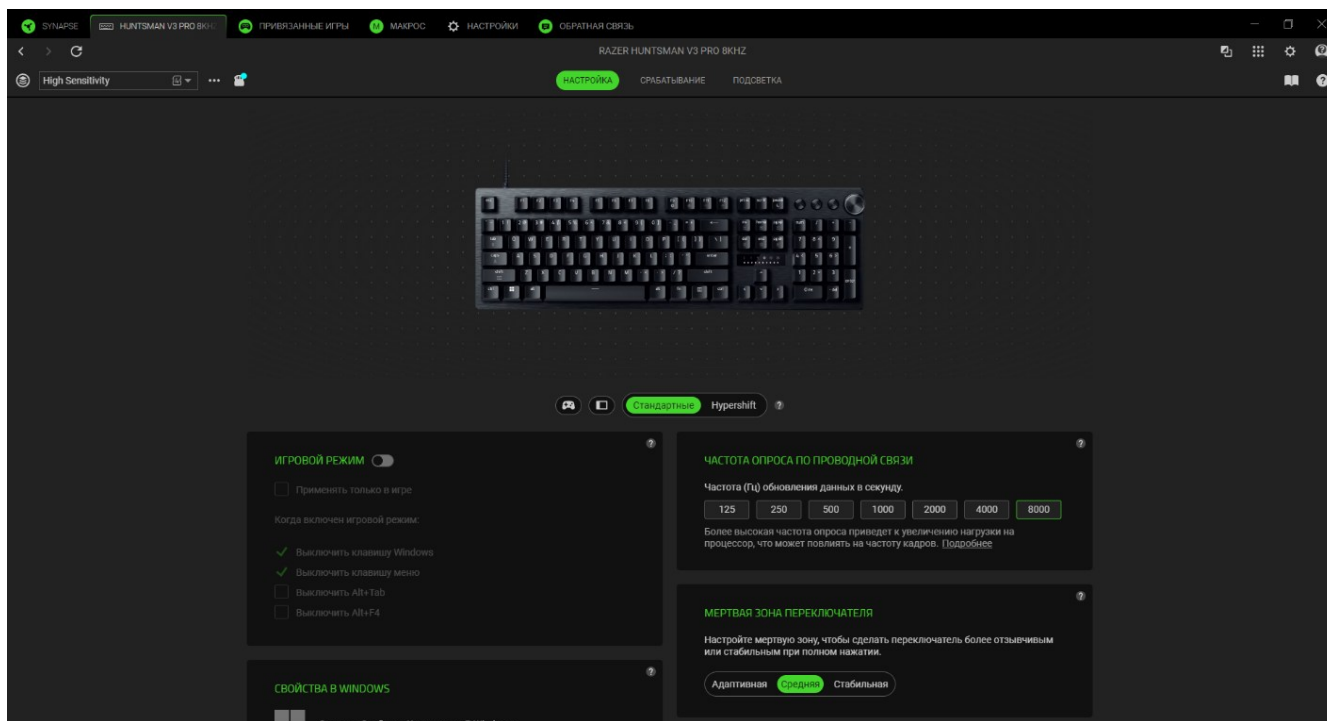 SYNAPSE
HUNTSMAN V3 PRO 8KHZ
ПРИВЯЗАННЫЕ ИГРЫ
МАКРОС
НАСТРОЙКИ
ОБРАТНАЯ СВЯЗЬ
RAZER HUNTSMAN V3 PRO 8KHZ
High Sensitivity
НАСТРОЙКА
СРАБАТЫВАНИЕ
ПОДСВЕТКА
Стандартные
Hypershift
ИГРОВОЙ РЕЖИМ
Применять только в игре
Когда включен игровой режим:
Выключить клавишу Windows
Выключить клавишу меню
Выключить Alt+Tab
Выключить Alt+F4
СВОЙСТВА В WINDOWS
ЧАСТОТА ОПРОСА ПО ПРОВОДНОЙ СВЯЗИ
Частота (Гц) обновления данных в секунду.
125 250 500 1000 2000 4000 8000
Более высокая частота опроса приведет к увеличению нагрузки на
процессор, что может повлиять на частоту кадров. Подробнее
МЕРТВАЯ ЗОНА ПЕРЕКЛЮЧАТЕЛЯ
Настройте мертвую зону, чтобы сделать переключатель более отзывчивым
или стабильным при полном нажатии.
Адаптивная Средняя Стабильная